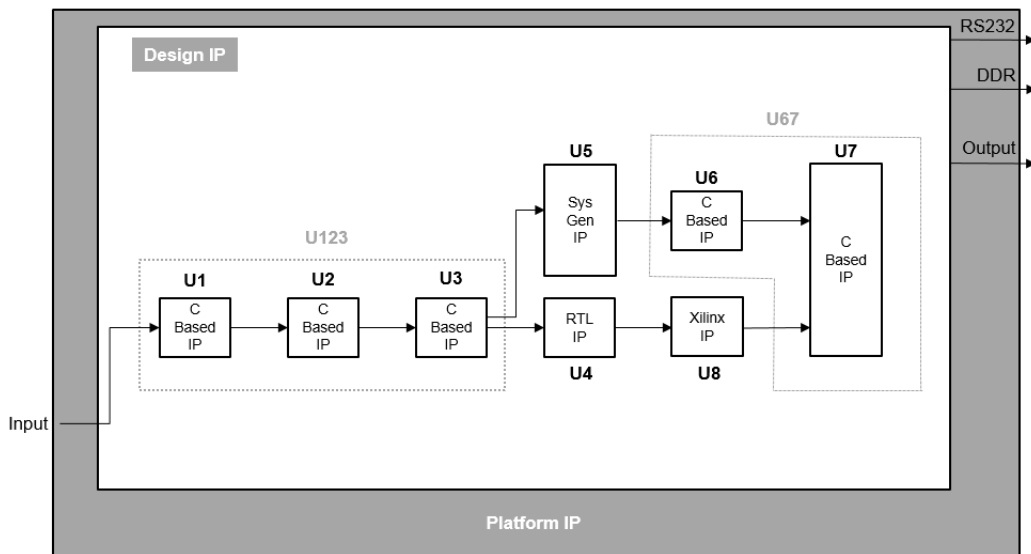 RS232
Design IP
DDR
U67
Output
U5
U7
U6
Sys
Gen
IP
C
Based
IP
C
Based
IP
U123
U1
U2
U3
C
Based
IP
C
Based
IP
C
Based
IP
RTL
IP
Xilinx
IP
U4
U8
Input
Platform IP